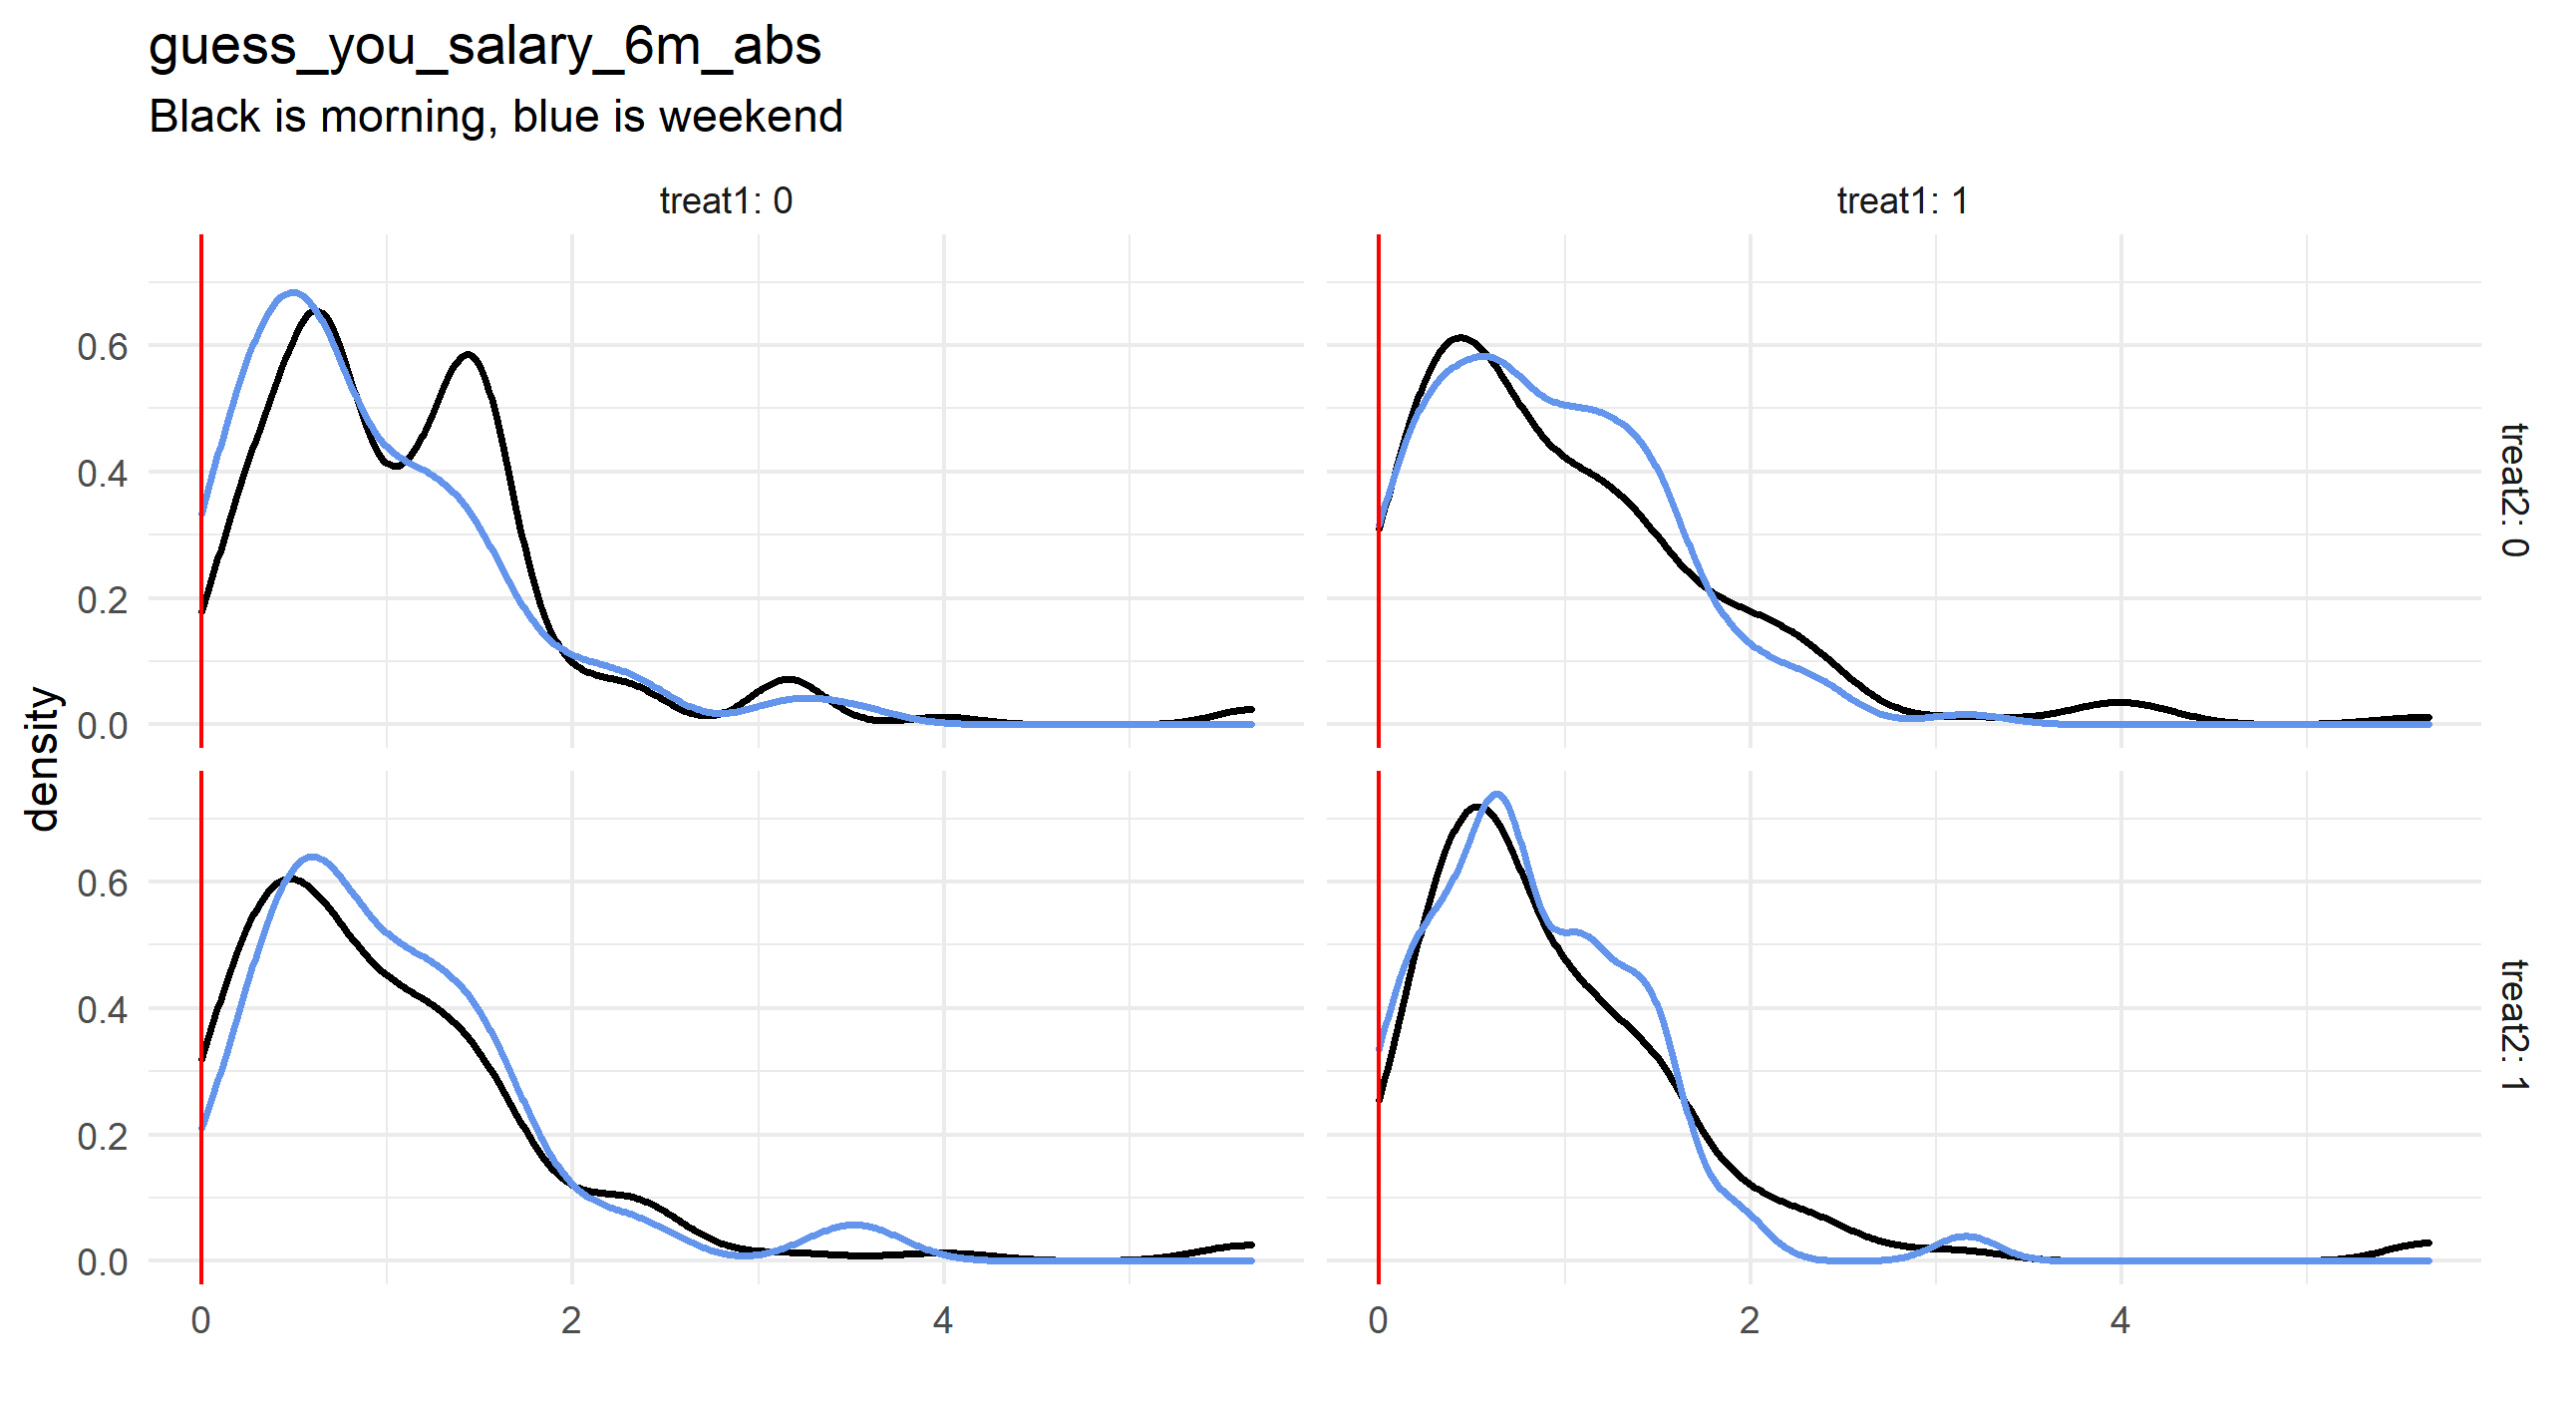 guess_you_salary_6m_abs
Black is morning, blue is weekend
treat1: 0
treat1: 1
0.6
0.4
0.2
0.0
treat2: 0
density
0.6
0.4
0.2
0.0
treat2: 1
0
2
4
0
2
4